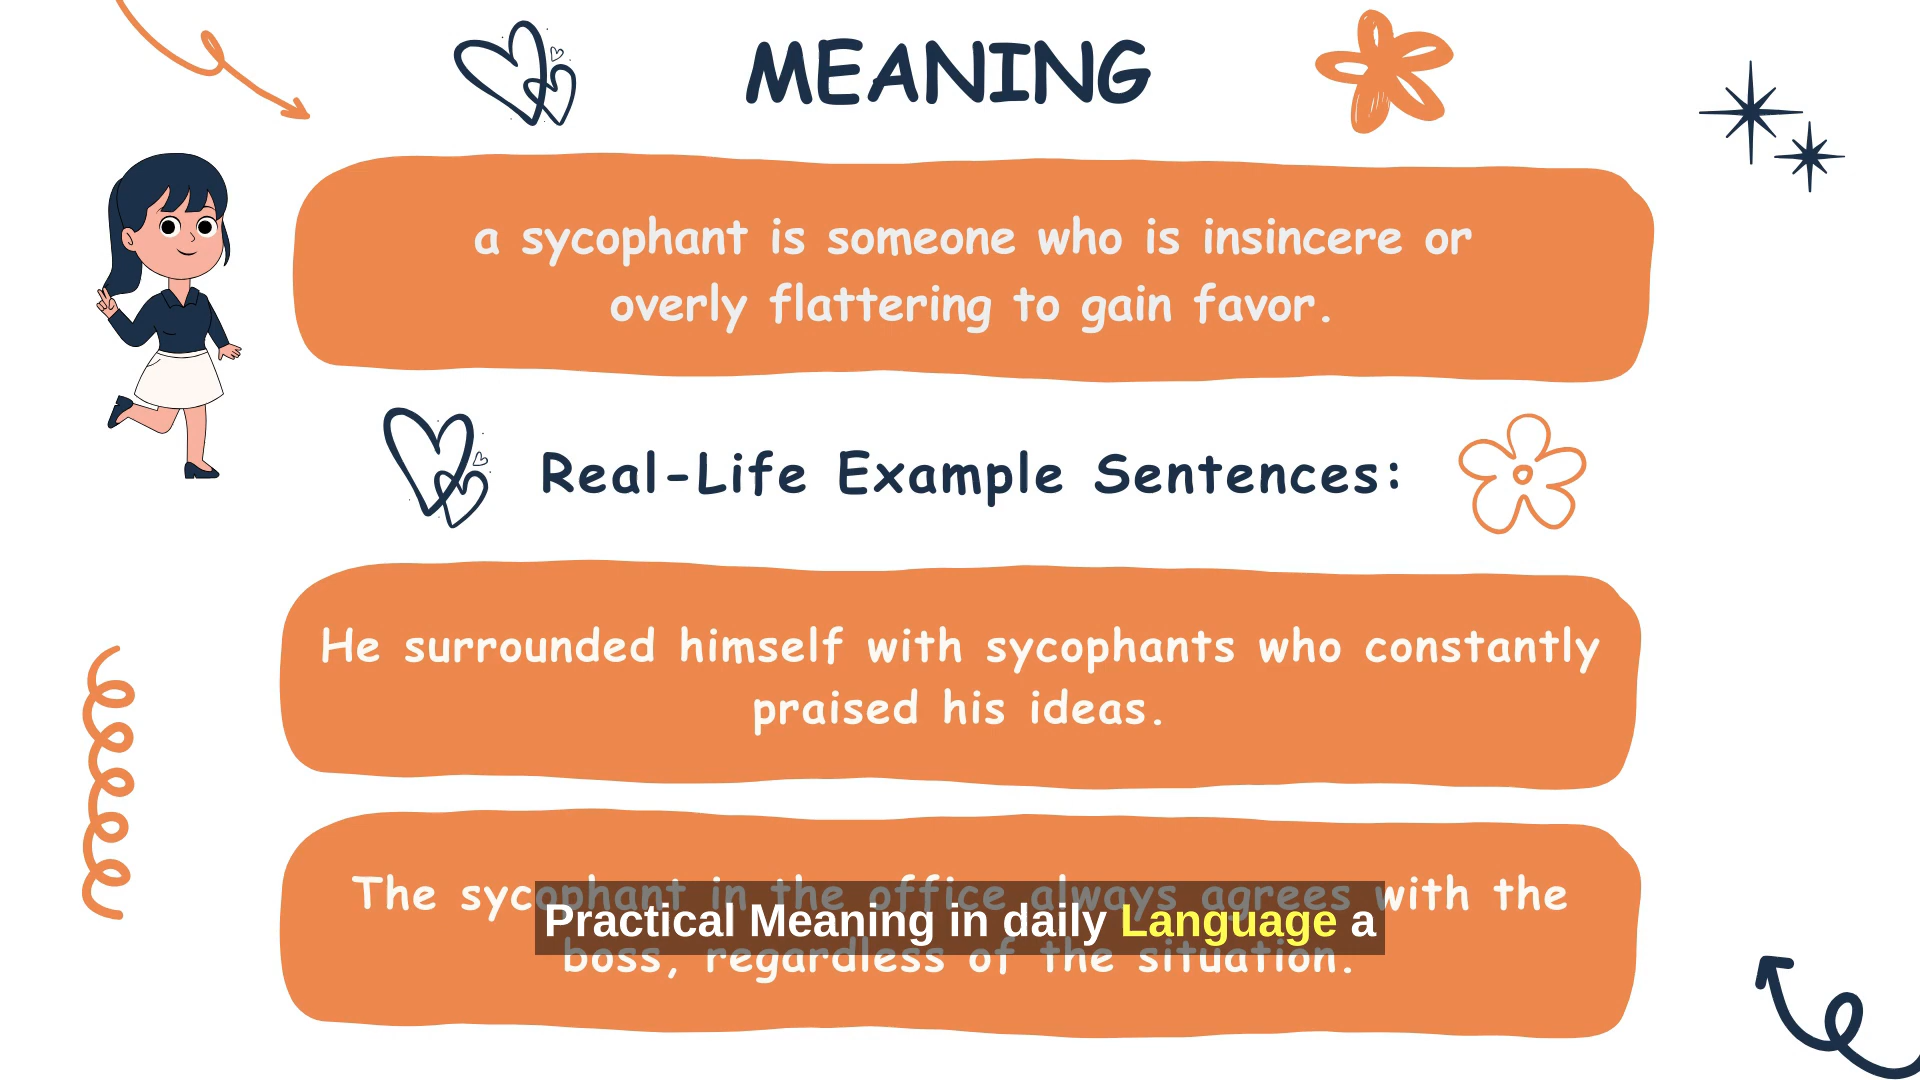 MEANING
a sycophant is someone who is insincere or
overly flattering to gain favor.
Real-Life Example Sentences:
He surrounded himself with sycophants who constantly
praised his ideas.
The sycophant in the office always agrees with the
boss, regardless of the situation.
Practical Meaning in daily Language a